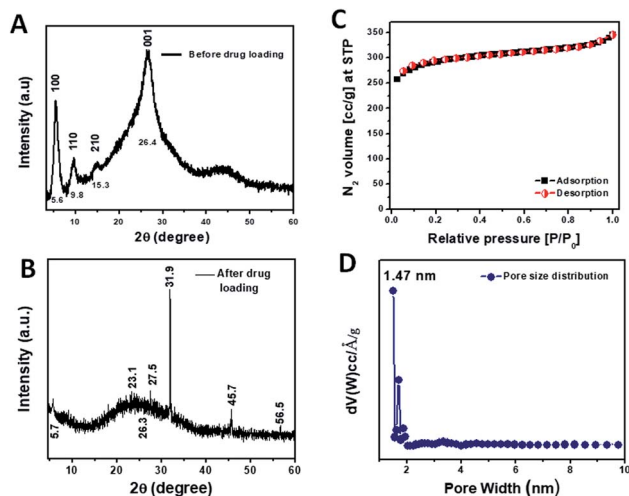 A
001
Before drug loading
100
110
210
26.4
15.3
9.8
5.6
Intensity (a.u)
0 10 20 30 40 50 60
2θ (degree)
B
31.9
After drug
loading
23.1
27.5
45.7
56.5
26.3
5.7
Intensity (a.u.)
10 20 30 40 50 60
2θ (degree)
C
N2 volume [cc/g] at STP
350
300
250
200
150
100
50
0
Adsorption
Desorption
0.0 0.2 0.4 0.6 0.8 1.0
Relative pressure [P/P0]
D
1.47 nm
Pore size distribution
dV(W)cc/Å/g
2 4 6 8 10
Pore Width (nm)